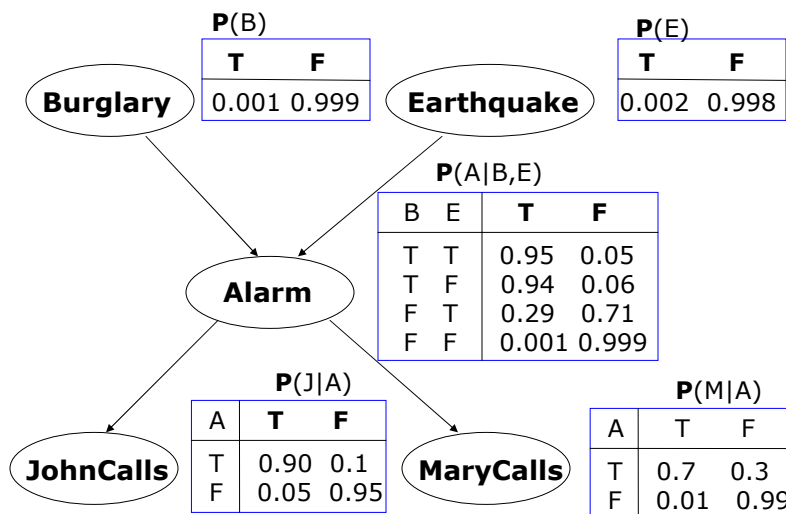 P(B)
T F
0.001 0.999
Burglary
P(E)
T F
0.002 0.998
Earthquake
P(A|B,E)
B E T F
T T 0.95 0.05
T F 0.94 0.06
F T 0.29 0.71
F F 0.001 0.999
Alarm
P(J|A)
A T F
T 0.90 0.1
F 0.05 0.95
JohnCalls
P(M|A)
A T F
T 0.7 0.3
F 0.01 0.99
MaryCalls